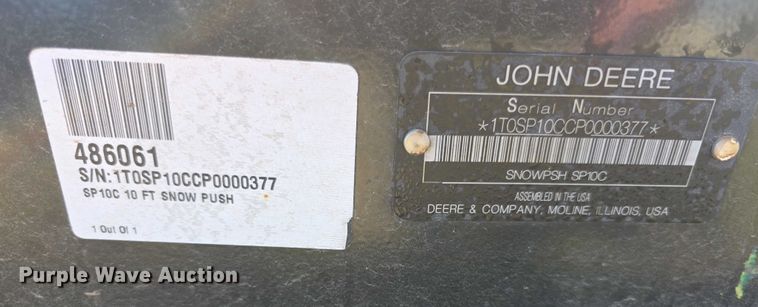 486061
S/N:1T0SP10CCP0000377
SP10C 10 FT SNOW PUSH
1 Out Of 1
JOHN DEERE
Serial Number
*1T0SP10CCP0000377*
SNOWPSH SP10C
ASSEMBLED IN THE USA
DEERE & COMPANY, MOLINE, ILLINOIS, USA
Purple Wave Auction